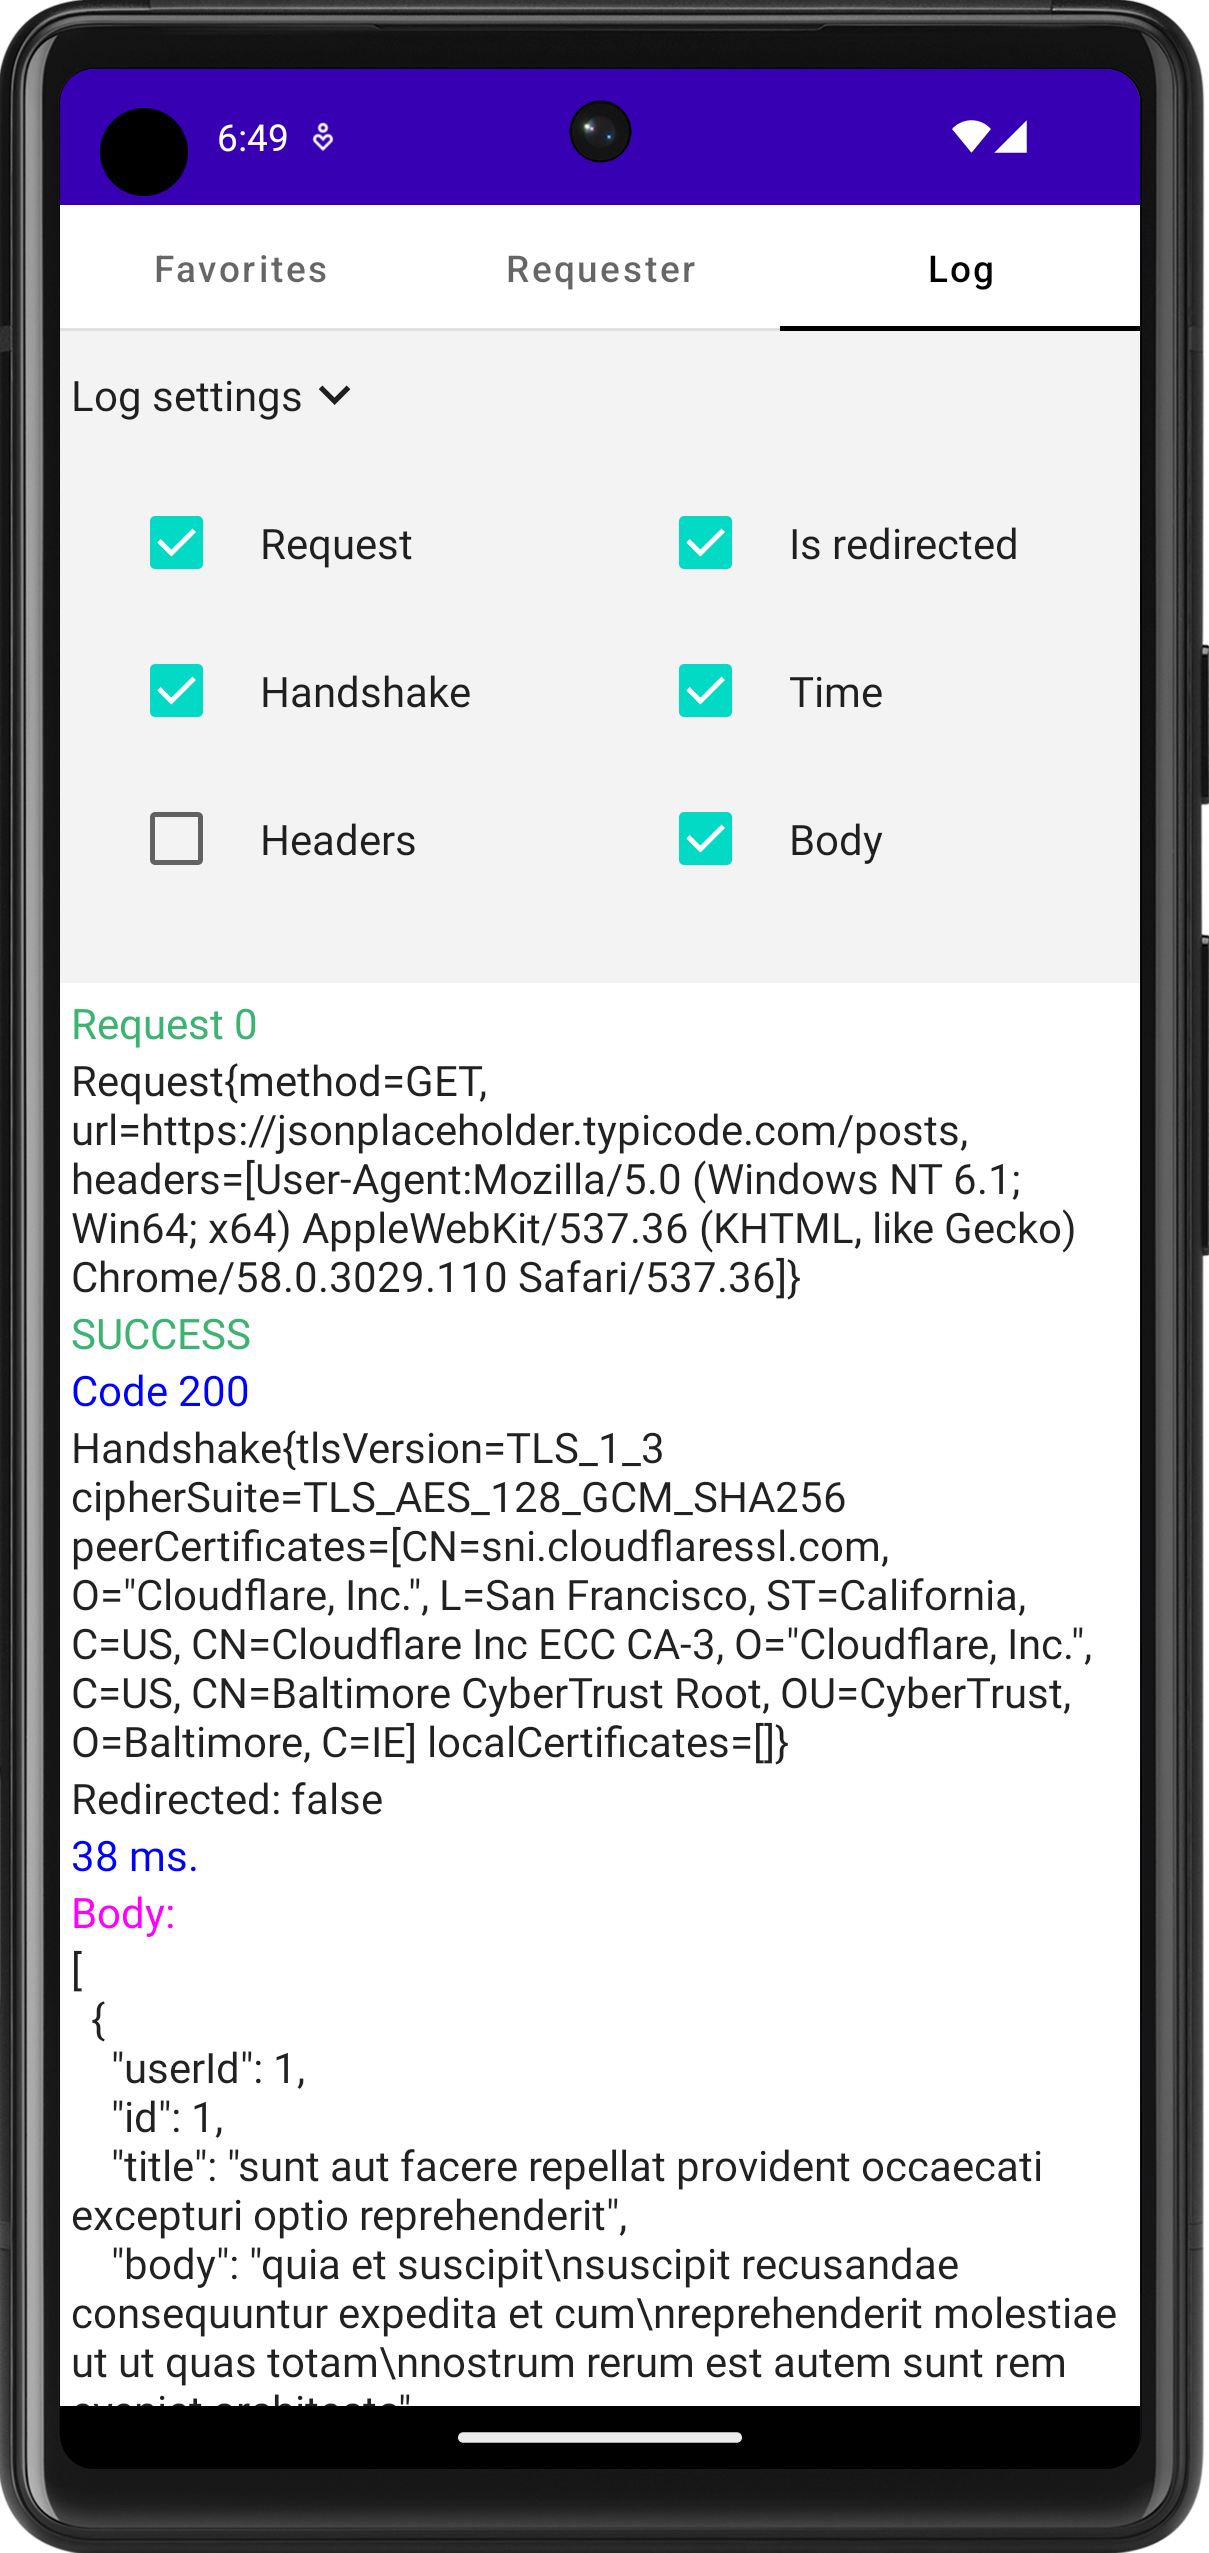 6:49
Favorites Requester Log
Log settings
Request Is redirected
Handshake Time
Headers Body
Request 0
Request{method=GET,
url=https://jsonplaceholder.typicode.com/posts,
headers=[User-Agent:Mozilla/5.0 (Windows NT 6.1;
Win64; x64) AppleWebKit/537.36 (KHTML, like Gecko)
Chrome/58.0.3029.110 Safari/537.36]}
SUCCESS
Code 200
Handshake{tlsVersion=TLS_1_3
cipherSuite=TLS_AES_128_GCM_SHA256
peerCertificates=[CN=sni.cloudflaressl.com,
O="Cloudflare, Inc.", L=San Francisco, ST=California,
C=US, CN=Cloudflare Inc ECC CA-3, O="Cloudflare, Inc.",
C=US, CN=Baltimore CyberTrust Root, OU=CyberTrust,
O=Baltimore, C=IE] localCertificates=[]}
Redirected: false
38 ms.
Body:
[
  {
    "userId": 1,
    "id": 1,
    "title": "sunt aut facere repellat provident occaecati
excepturi optio reprehenderit",
    "body": "quia et suscipit\nsuscipit recusandae
consequuntur expedita et cum\nreprehenderit molestiae
ut ut quas totam\nnostrum rerum est autem sunt rem